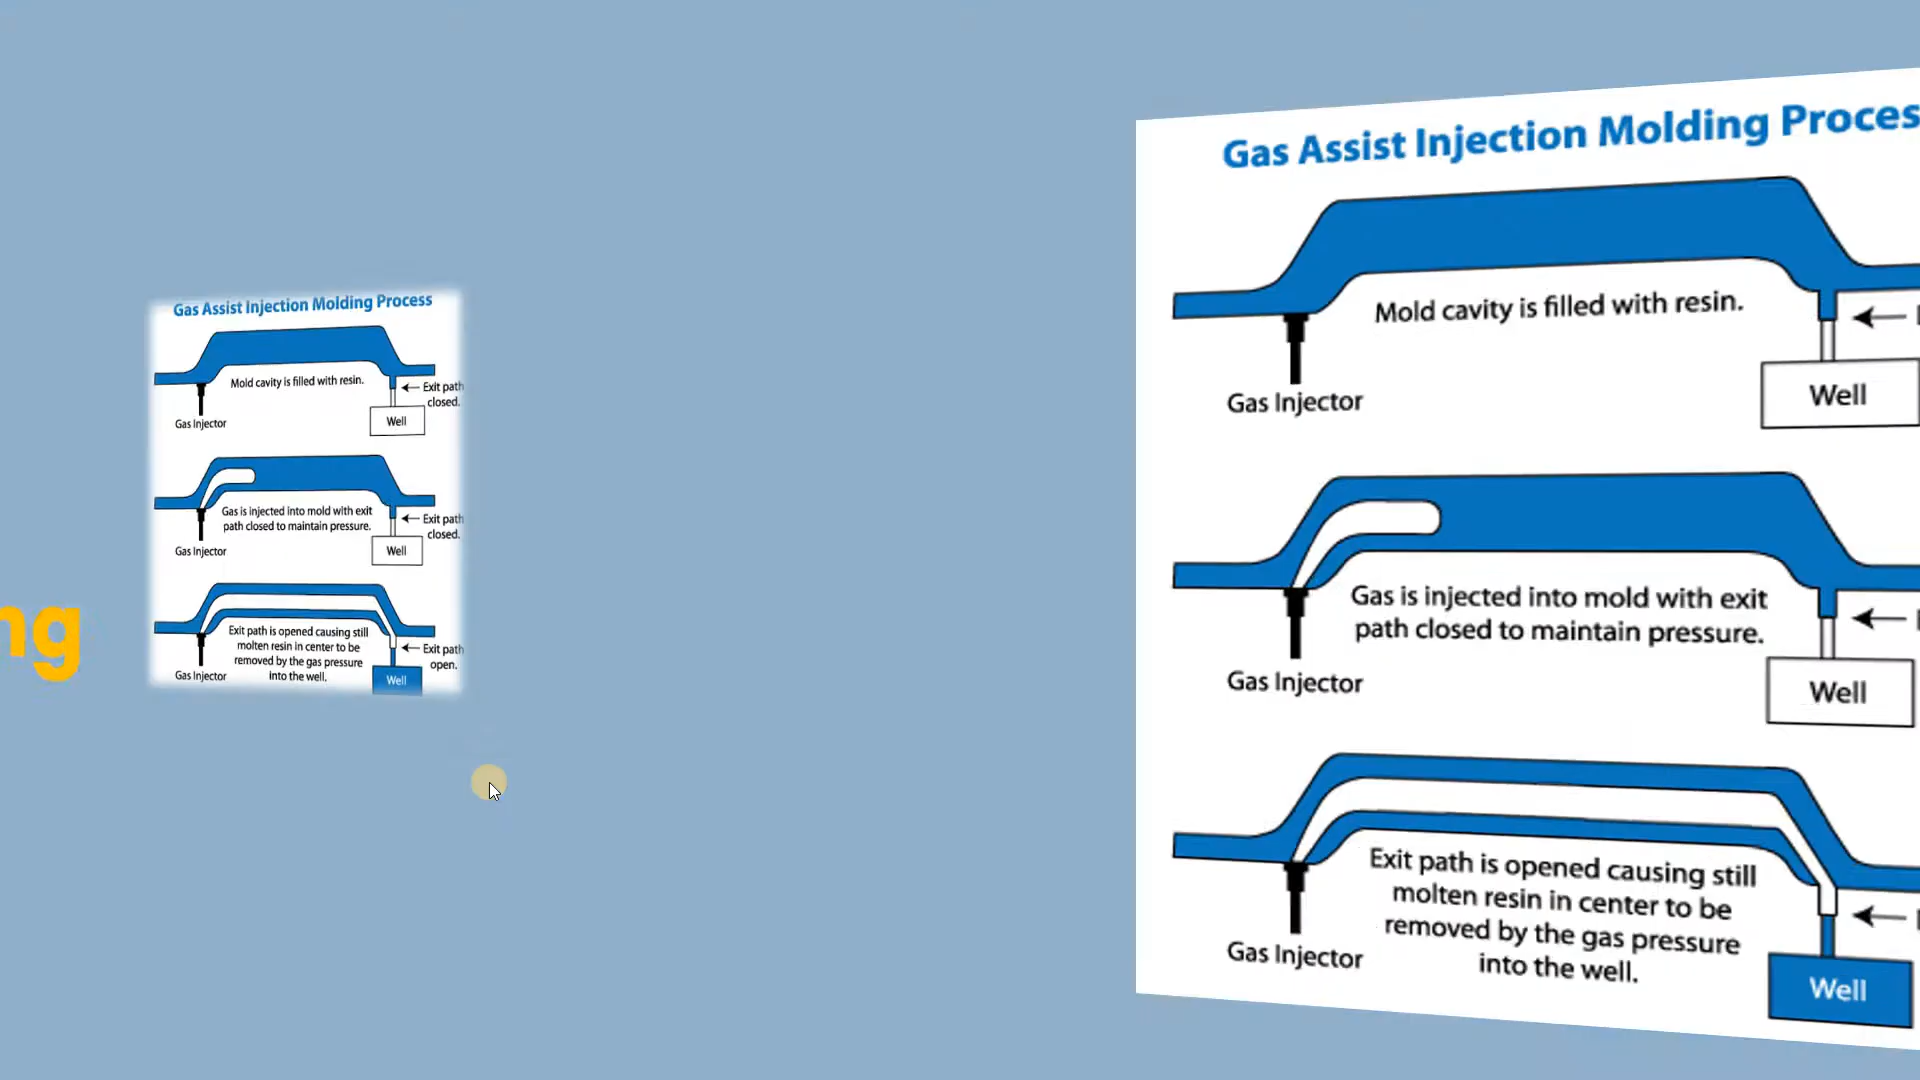 ng
Gas Assist Injection Molding Process
Mold cavity is filled with resin.
Exit path
closed.
Gas Injector
Well
Gas is injected into mold with exit
path closed to maintain pressure.
Exit path
closed.
Gas Injector
Well
Exit path is opened causing still
molten resin in center to be
removed by the gas pressure
into the well.
Exit path
open.
Gas Injector
Well
Gas Assist Injection Molding Proces
Mold cavity is filled with resin.
Gas Injector
Well
Gas is injected into mold with exit
path closed to maintain pressure.
Gas Injector
Well
Exit path is opened causing still
molten resin in center to be
removed by the gas pressure
into the well.
Gas Injector
Well